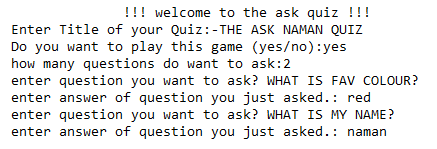 !!! welcome to the ask quiz !!!
Enter Title of your Quiz:-THE ASK NAMAN QUIZ
Do you want to play this game (yes/no):yes
how many questions do want to ask:2
enter question you want to ask? WHAT IS FAV COLOUR?
enter answer of question you just asked.: red
enter question you want to ask? WHAT IS MY NAME?
enter answer of question you asked.: naman